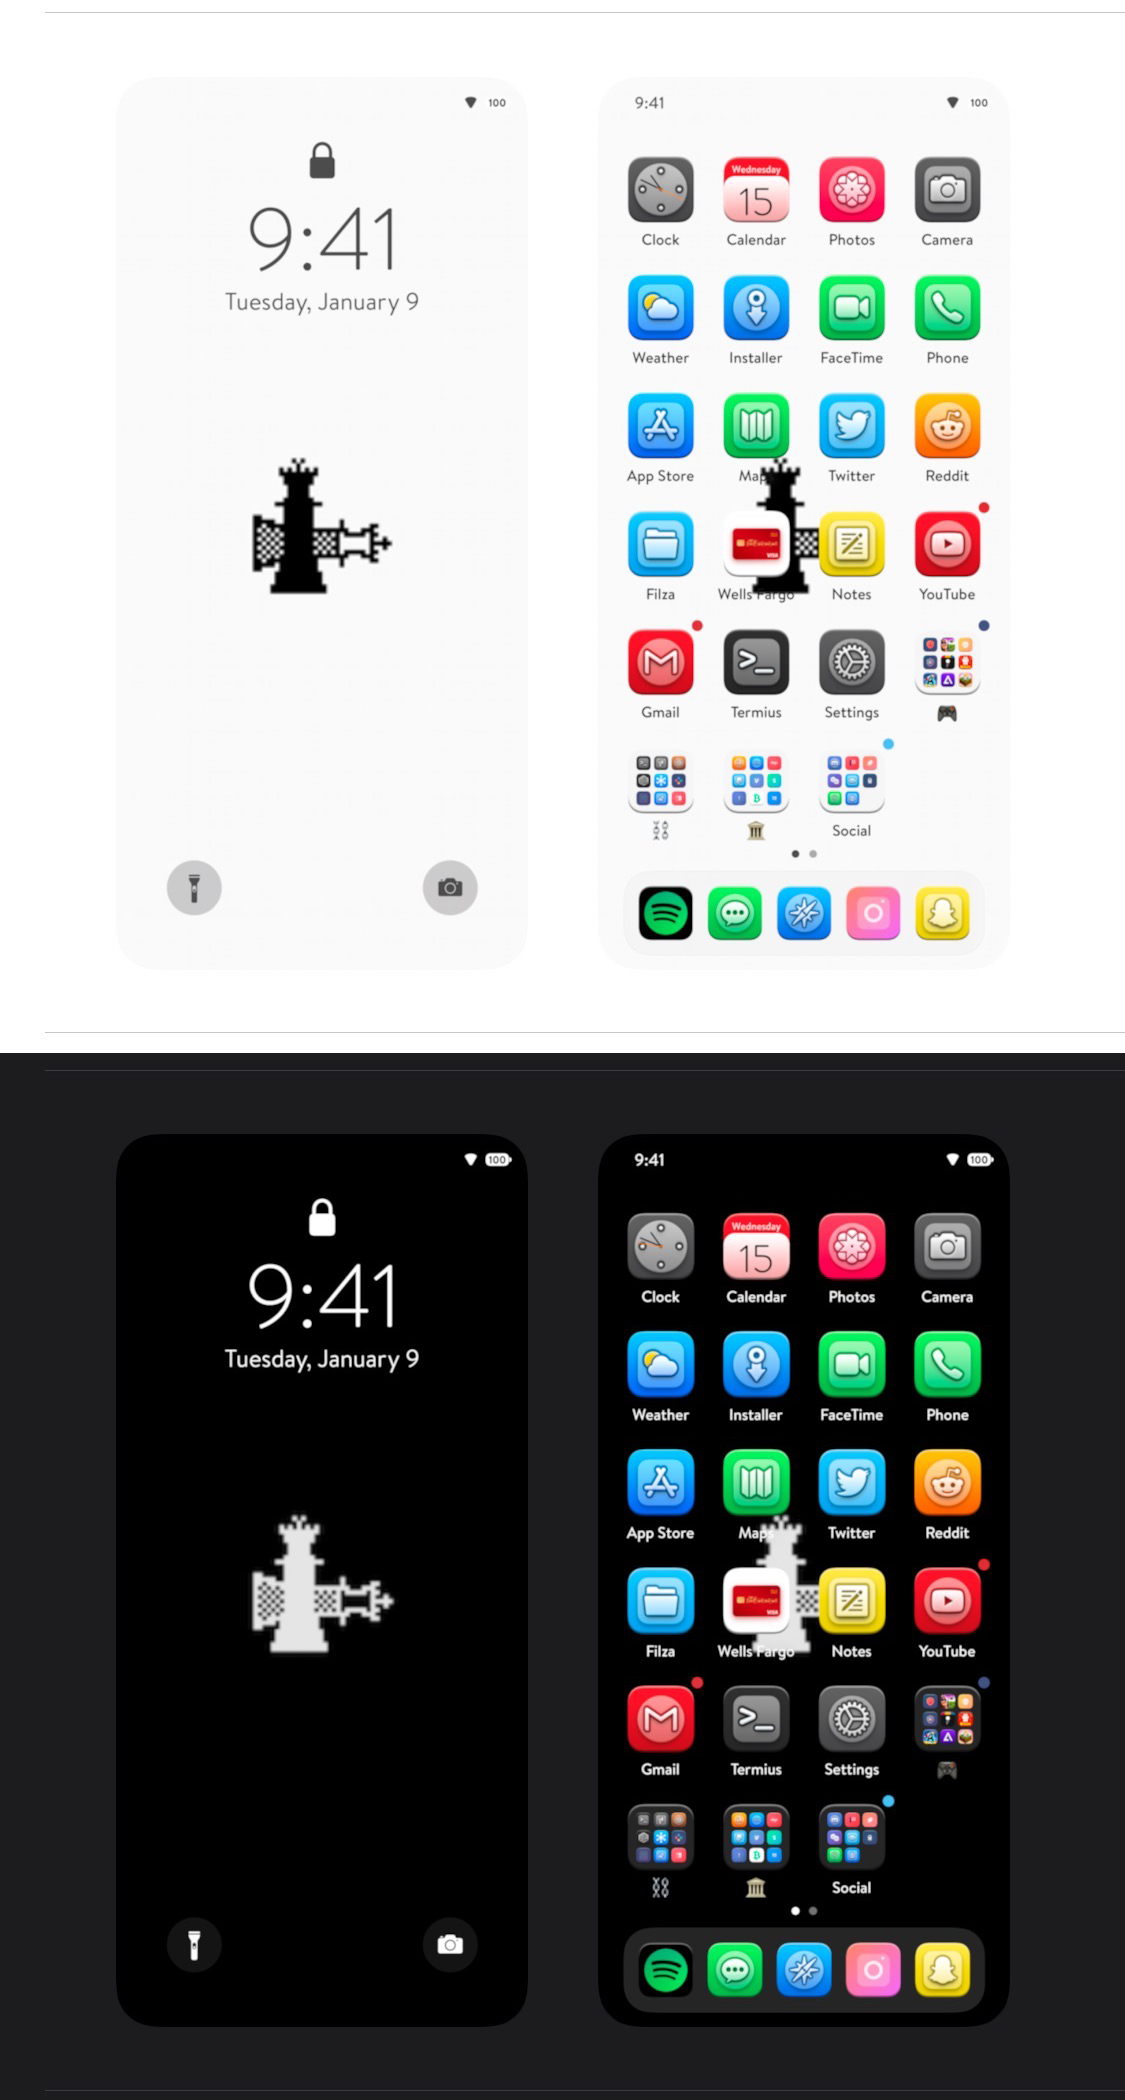 100
9:41
Tuesday, January 9
9:41
100
Wednesday
15
Clock Calendar Photos Camera
Weather Installer FaceTime Phone
App Store Maps Twitter Reddit
VISA
Filza Wells Fargo Notes YouTube
Gmail Termius Settings
Social
100
9:41
Tuesday, January 9
9:41
100
Wednesday
15
Clock Calendar Photos Camera
Weather Installer FaceTime Phone
App Store Maps Twitter Reddit
VISA
Filza Wells Fargo Notes YouTube
Gmail Termius Settings
Social